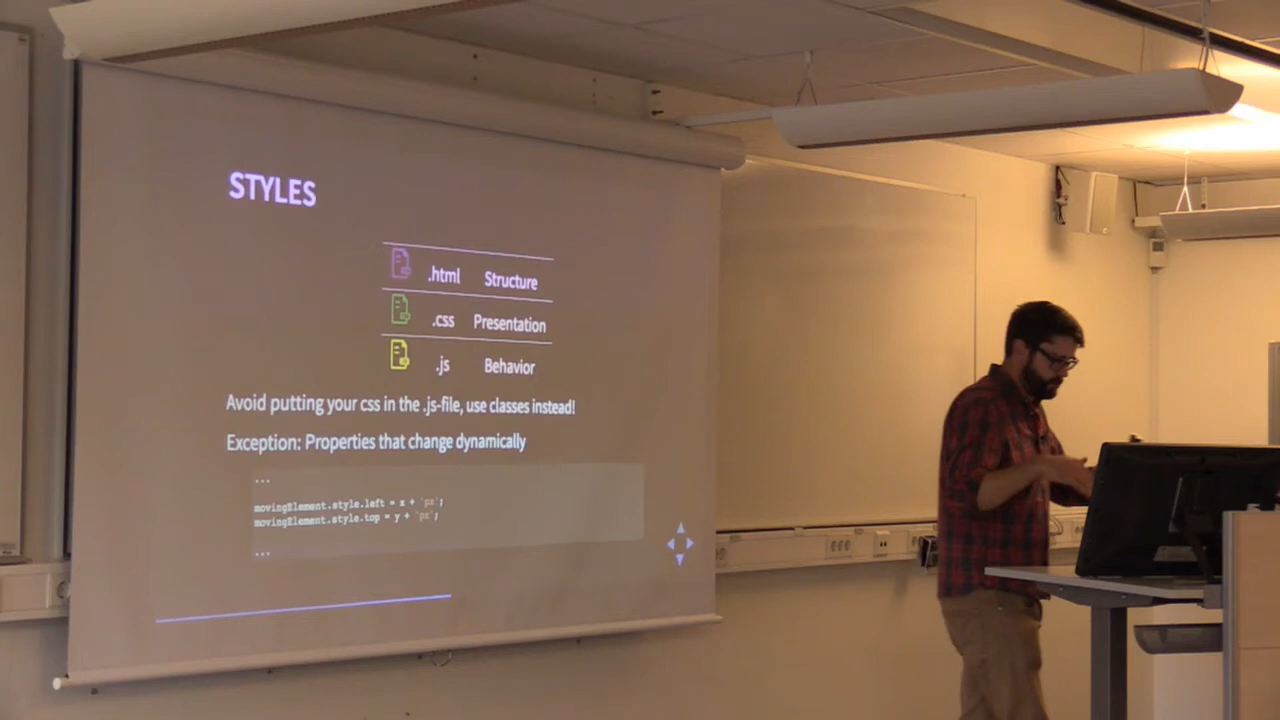 STYLES
.html Structure
.css Presentation
.js Behavior
Avoid putting your css in the .js-file, use classes instead!
Exception: Properties that change dynamically
...
movingElement.style.left = x + 'px';
movingElement.style.top = y + 'px';
...